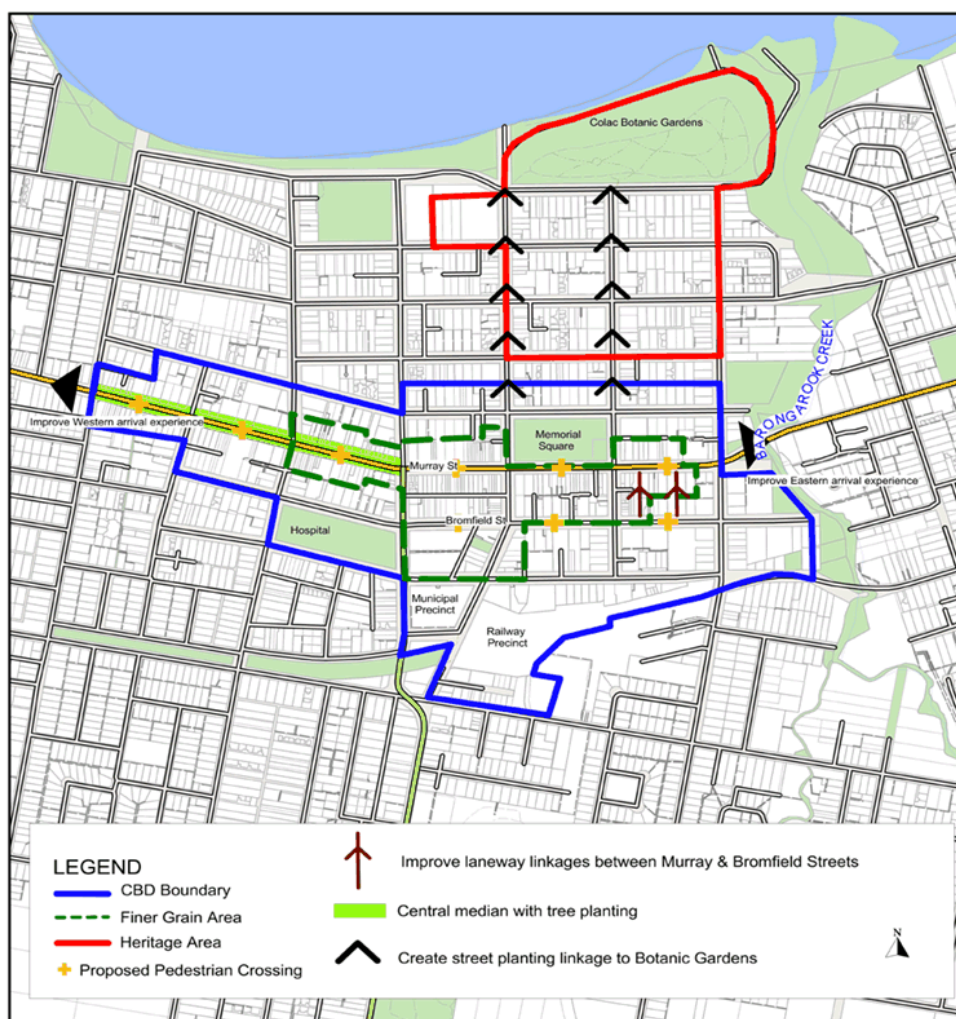 Colac Botanic Gardens
BARONGAROOK CREEK
Improve Western arrival experience
Memorial
Square
Murray St
Improve Eastern arrival experience
Bromfield St
Hospital
Municipal
Precinct
Railway
Precinct
LEGEND
CBD Boundary
Finer Grain Area
Heritage Area
Proposed Pedestrian Crossing
Improve laneway linkages between Murray & Bromfield Streets
Central median with tree planting
Create street planting linkage to Botanic Gardens
N